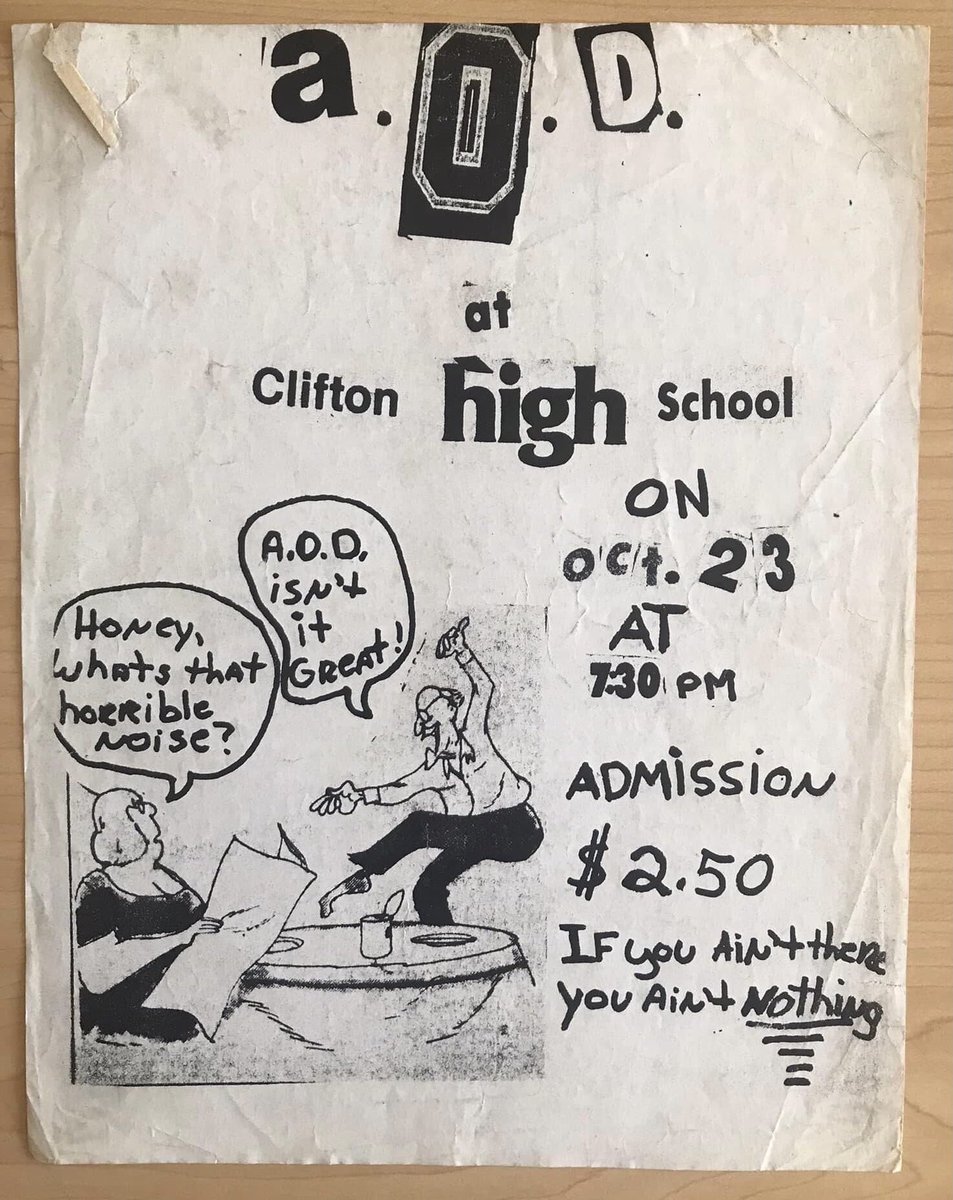 a.O.D.
at
Clifton high School
ON
Oct. 23
AT
7:30 PM
A.O.D.
isn't
it
GREAT!
Honey,
whats that
horrible
Noise?
ADMiSSiON
$2.50
IF you Ain't there
you Ain't Nothing